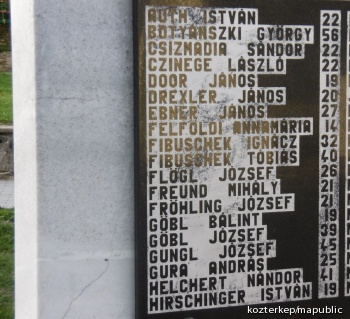 AUTH ISTVÁN 22
BOTYÁNSZKI GYÖRGY 56
CSIZMADIA SÁNDOR 22
CZINEGE LÁSZLÓ 22
DOOR JÁNOS 19
DREXLER JÁNOS 20
EBNER JÁNOS 27
FELFÖLDI ANNAMÁRIA 14
FIBUSCHEK IGNÁCZ 32
FIBUSCHEK TÓBIÁS 40
FLÓGL JÓZSEF 26
FREUND MIHÁLY 21
FRÖHLING JÓZSEF 21
GÖBL BÁLINT 19
GÖBL JÓZSEF 39
GUNGL JÓZSEF 45
GURA ANDRÁS 25
HELCHERT NÁNDOR 41
HIRSCHINGER ISTVÁN 19
kozterkep/mapublic